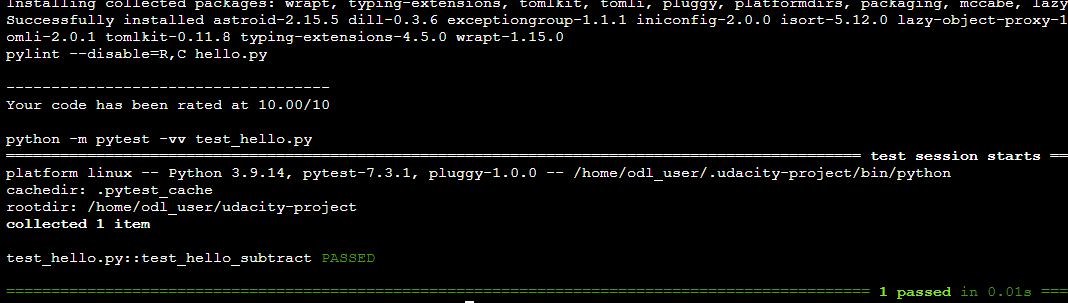 Installing collected packages: wrapt, typing-extensions, tomlkit, tomli, pluggy, platformdirs, packaging, mccabe, lazy
Successfully installed astroid-2.15.5 dill-0.3.6 exceptiongroup-1.1.1 iniconfig-2.0.0 isort-5.12.0 lazy-object-proxy-1
omli-2.0.1 tomlkit-0.11.8 typing-extensions-4.5.0 wrapt-1.15.0
pylint --disable=R,C hello.py
------------------------------------
Your code has been rated at 10.00/10
python -m pytest -vv test_hello.py
=============================================================================================== test session starts ==
platform linux -- Python 3.9.14, pytest-7.3.1, pluggy-1.0.0 -- /home/odl_user/.udacity-project/bin/python
cachedir: .pytest_cache
rootdir: /home/odl_user/udacity-project
collected 1 item
test_hello.py::test_hello_subtract PASSED
================================================================================================ 1 passed in 0.01s ===